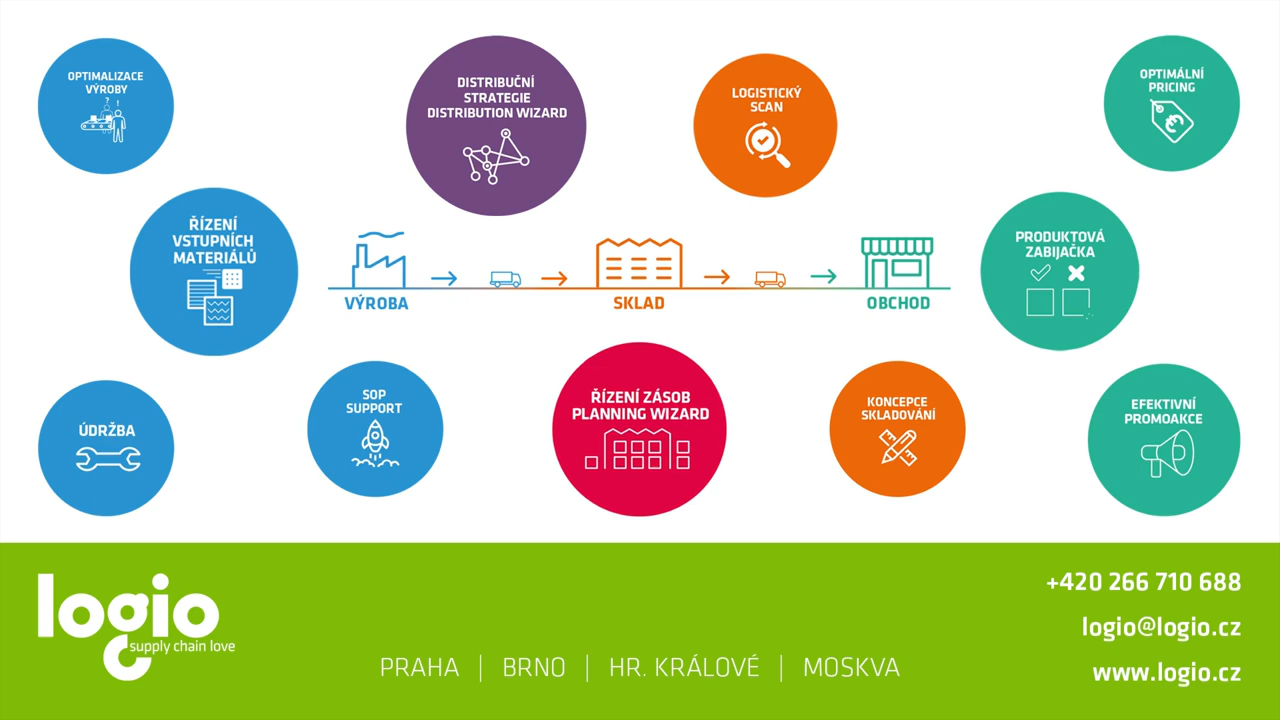 OPTIMALIZACE
VÝROBY
DISTRIBUČNÍ
STRATEGIE
DISTRIBUTION WIZARD
LOGISTICKÝ
SCAN
OPTIMÁLNÍ
PRICING
ŘÍZENÍ
VSTUPNÍCH
MATERIÁLŮ
PRODUKTOVÁ
ZABIJAČKA
VÝROBA
SKLAD
OBCHOD
ÚDRŽBA
SOP
SUPPORT
ŘÍZENÍ ZÁSOB
PLANNING WIZARD
KONCEPCE
SKLADOVÁNÍ
EFEKTIVNÍ
PROMOAKCE
logio
supply chain love
PRAHA | BRNO | HR. KRÁLOVÉ | MOSKVA
+420 266 710 688
logio@logio.cz
www.logio.cz